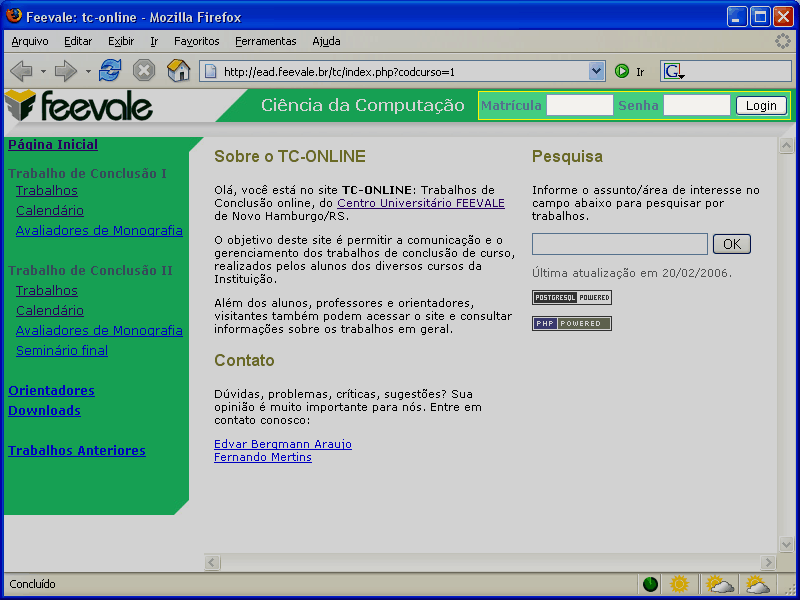 Feevale: tc-online - Mozilla Firefox
Arquivo Editar Exibir Ir Favoritos Ferramentas Ajuda
http://ead.feevale.br/tc/index.php?codcurso=1 Ir G
feevale Ciência da Computação Matrícula Senha Login
Página Inicial
Trabalho de Conclusão I
Trabalhos
Calendário
Avaliadores de Monografia
Trabalho de Conclusão II
Trabalhos
Calendário
Avaliadores de Monografia
Seminário final
Orientadores
Downloads
Trabalhos Anteriores
Sobre o TC-ONLINE
Olá, você está no site TC-ONLINE: Trabalhos de
Conclusão online, do Centro Universitário FEEVALE
de Novo Hamburgo/RS.
O objetivo deste site é permitir a comunicação e o
gerenciamento dos trabalhos de conclusão de curso,
realizados pelos alunos dos diversos cursos da
Instituição.
Além dos alunos, professores e orientadores,
visitantes também podem acessar o site e consultar
informações sobre os trabalhos em geral.
Contato
Dúvidas, problemas, críticas, sugestões? Sua
opinião é muito importante para nós. Entre em
contato conosco:
Edvar Bergmann Araujo
Fernando Mertins
Pesquisa
Informe o assunto/área de interesse no
campo abaixo para pesquisar por
trabalhos.
OK
Última atualização em 20/02/2006.
POSTGRESQL POWERED
PHP POWERED
Concluído